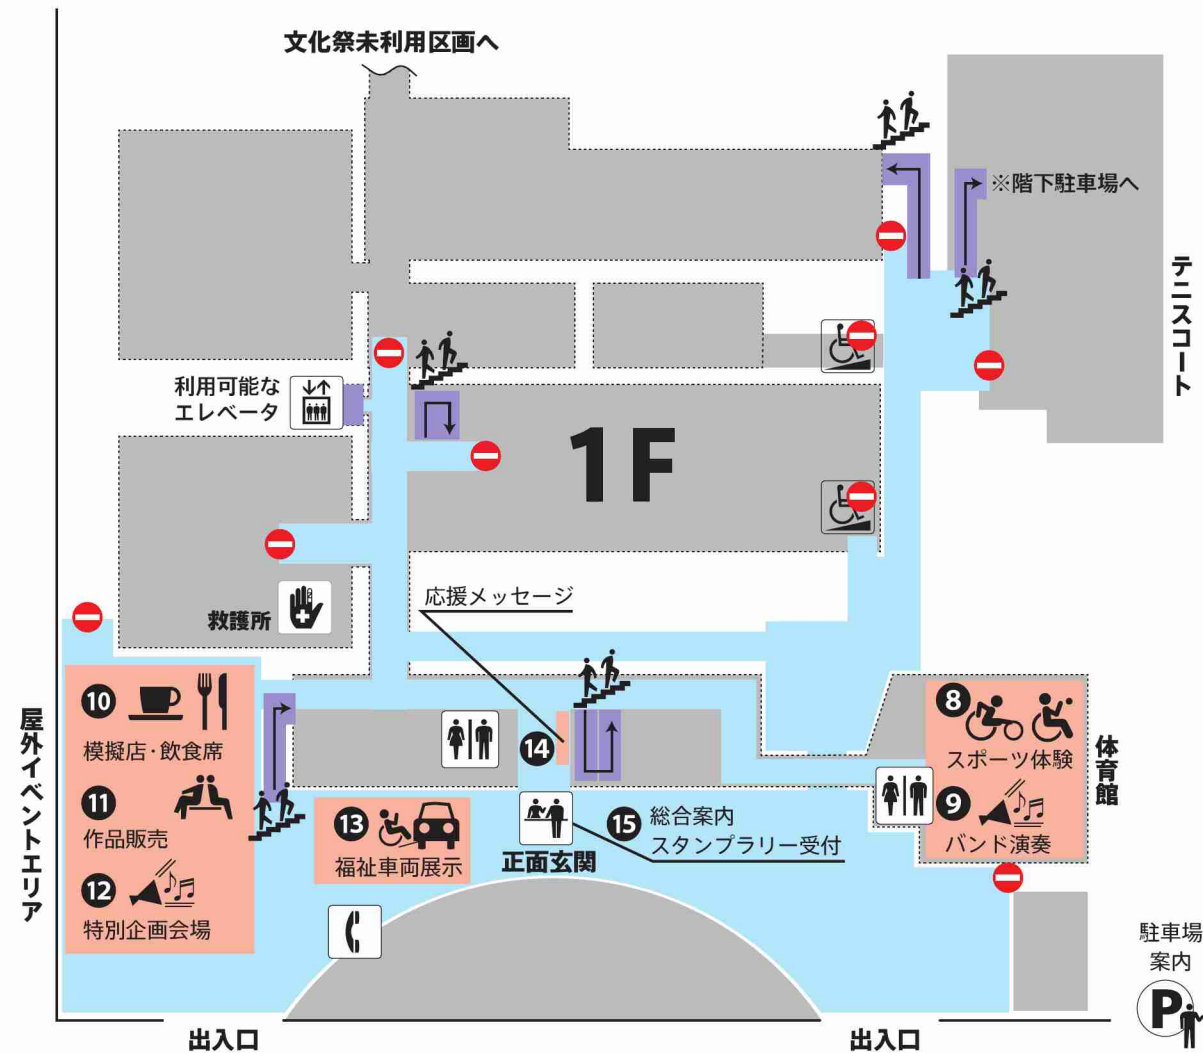 文化祭未利用区画へ
※階下駐車場へ
テニスコート
利用可能な
エレベータ
1F
救護所
応援メッセージ
屋外イベントエリア
10
模擬店・飲食席
11
作品販売
12
特別企画会場
13
福祉車両展示
14
正面玄関
15
総合案内
スタンプラリー受付
8
スポーツ体験
9
バンド演奏
体育館
駐車場
案内
P
出入口
出入口